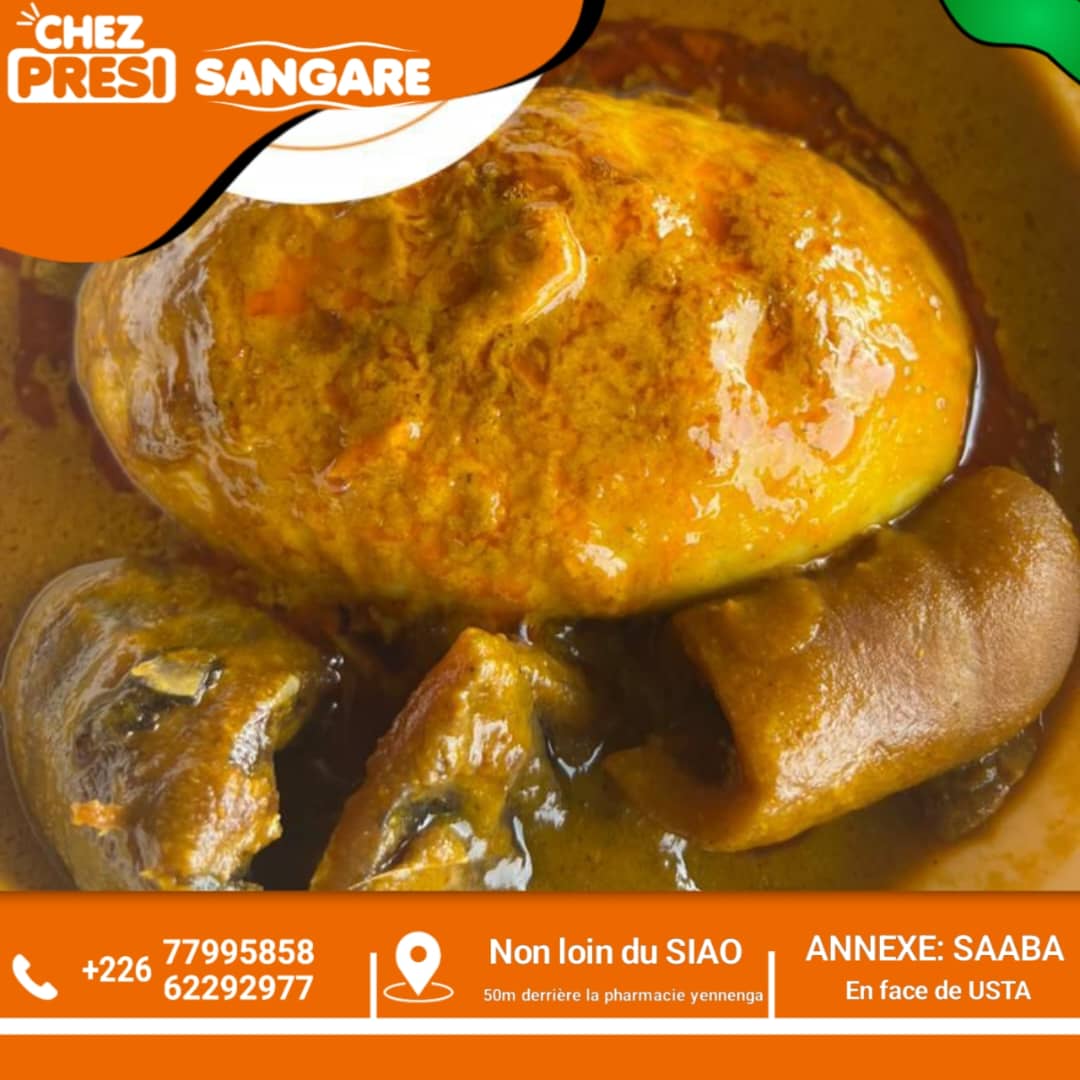 CHEZ
PRESI SANGARE
+226 77995858
62292977
Non loin du SIAO
50m derrière la pharmacie yennenga
ANNEXE: SAABA
En face de USTA